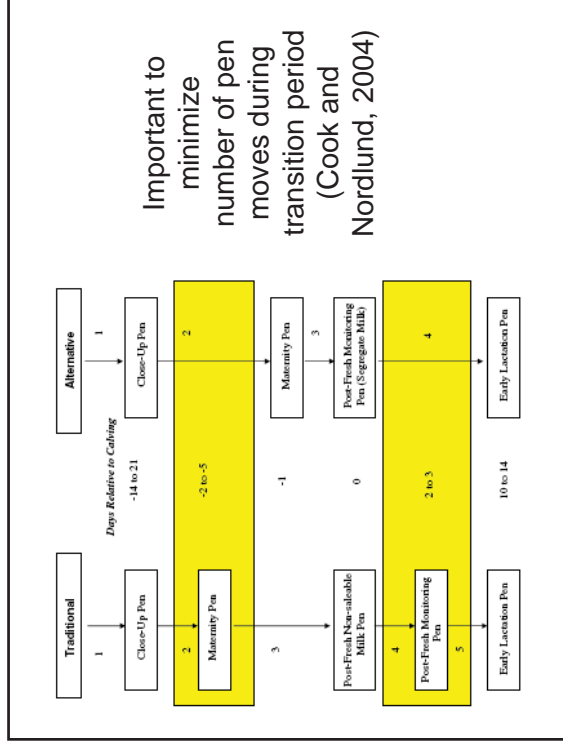 Important to
minimize
number of pen
moves during
transition period
(Cook and
Nordlund, 2004)
Traditional
1
Close-Up Pen
2
Maternity Pen
3
Post-Fresh Non-saleable
Milk Pen
4
Post-Fresh Monitoring
Pen
5
Early Lactation Pen
Days Relative to Calving
-14 to 21
-2 to -5
-1
0
2 to 3
10 to 14
Alternative
1
Close-Up Pen
2
Maternity Pen
3
Post-Fresh Monitoring
Pen (Segregate Milk)
4
Early Lactation Pen